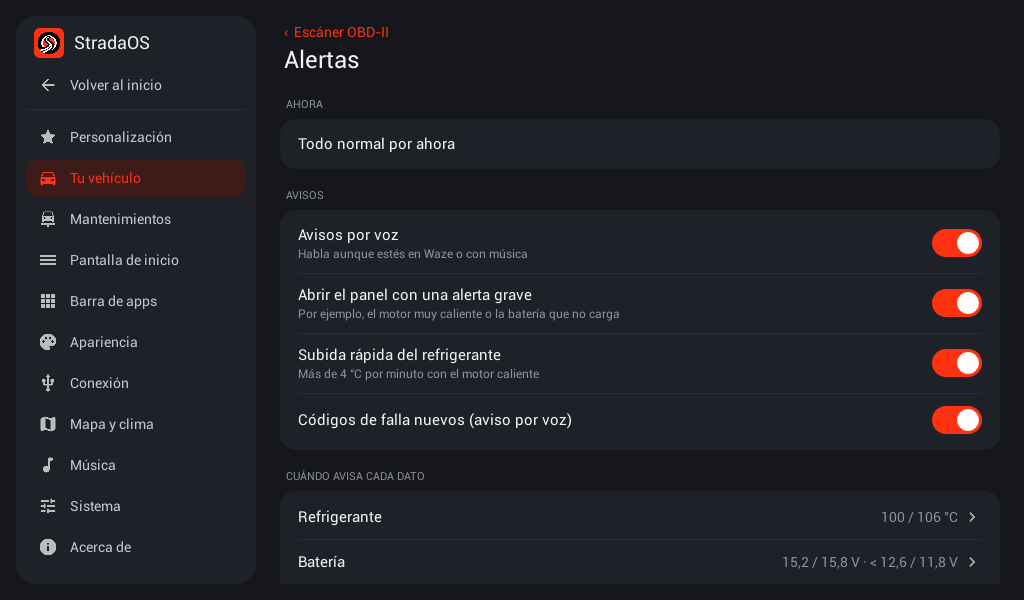 StradaOS
Volver al inicio
Personalización
Tu vehículo
Mantenimientos
Pantalla de inicio
Barra de apps
Apariencia
Conexión
Mapa y clima
Música
Sistema
Acerca de
‹ Escáner OBD-II
Alertas
AHORA
Todo normal por ahora
AVISOS
Avisos por voz
Habla aunque estés en Waze o con música
Abrir el panel con una alerta grave
Por ejemplo, el motor muy caliente o la batería que no carga
Subida rápida del refrigerante
Más de 4 °C por minuto con el motor caliente
Códigos de falla nuevos (aviso por voz)
CUÁNDO AVISA CADA DATO
Refrigerante 100 / 106 °C
Batería 15,2 / 15,8 V · < 12,6 / 11,8 V